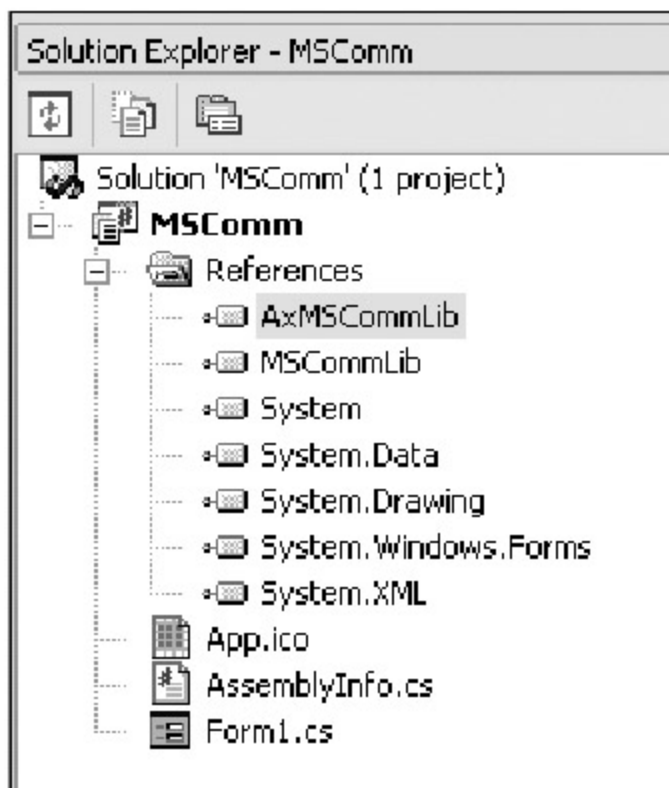 Solution Explorer - MSComm
Solution 'MSComm' (1 project)
MSComm
References
AxMSCommLib
MSCommLib
System
System.Data
System.Drawing
System.Windows.Forms
System.XML
App.ico
AssemblyInfo.cs
Form1.cs